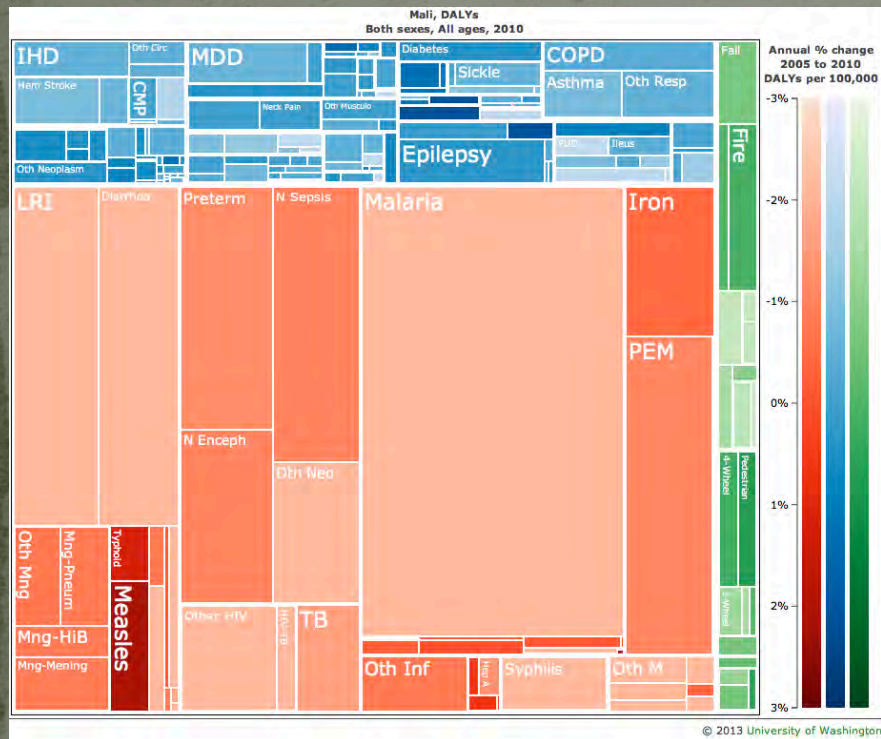 Mali, DALYs
Both sexes, All ages, 2010
IHD
Oth Circ
MDD
Diabetes
COPD
Fall
Hem Stroke
CMP
Neck Pain
Oth Musculo
Sickle
Asthma
Oth Resp
Fire
Oth Neoplasm
Epilepsy
PUD
Ileus
LRI
Diarrhea
Preterm
N Sepsis
Malaria
Iron
PEM
N Enceph
Oth Neo
4-Wheel
Pedestrian
Oth Mng
Mng-Pneum
Typhoid
Measles
Mng-HiB
Mng-Mening
Other HIV
HIV-TB
TB
2-Wheel
Oth Inf
Hep A
Syphilis
Oth M
Annual % change
2005 to 2010
DALYs per 100,000
-3%
-2%
-1%
0%
1%
2%
3%
© 2013 University of Washington